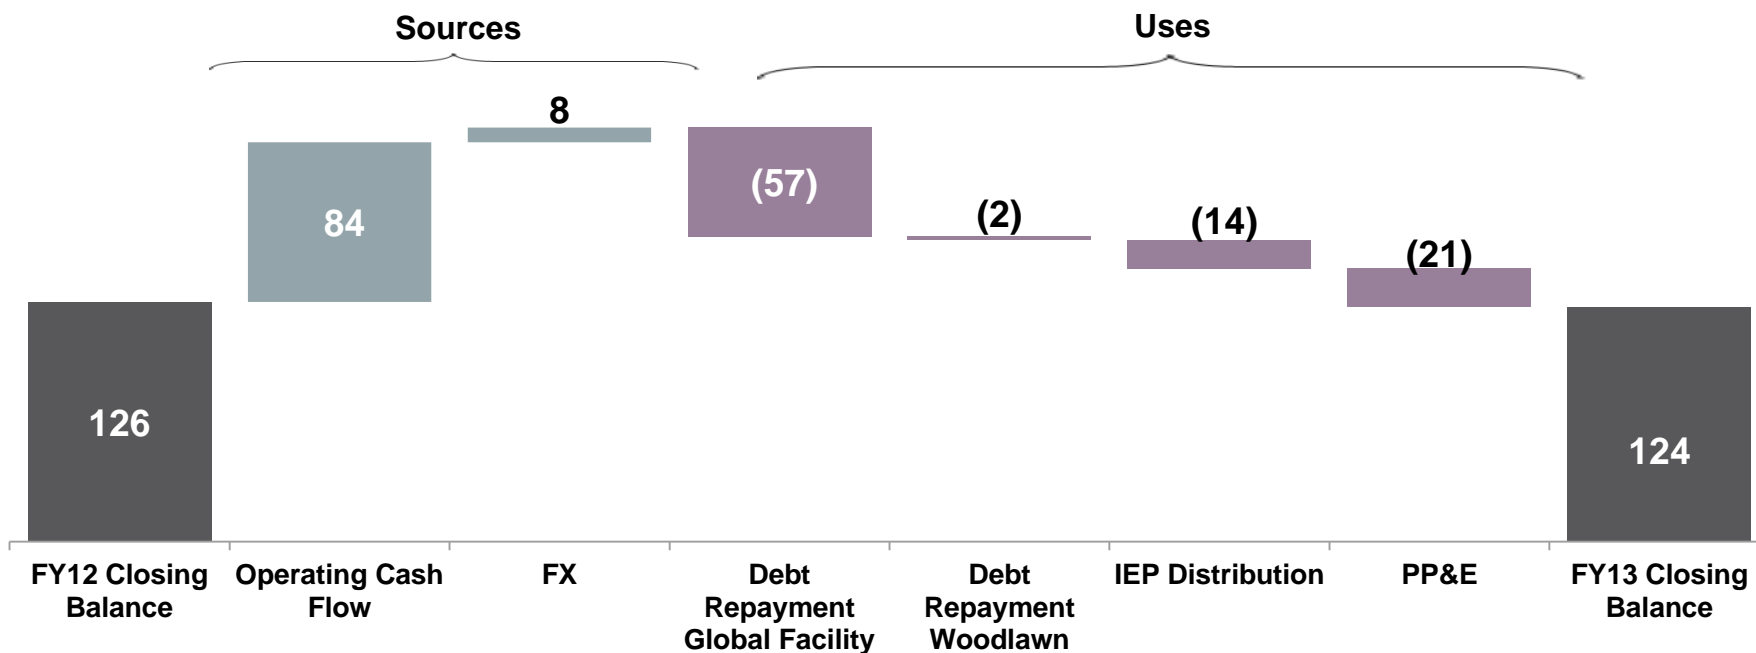 Sources
Uses
126
84
8
(57)
(2)
(14)
(21)
124
FY12 Closing
Balance
Operating Cash
Flow
FX
Debt
Repayment
Global Facility
Debt
Repayment
Woodlawn
IEP Distribution
PP&E
FY13 Closing
Balance